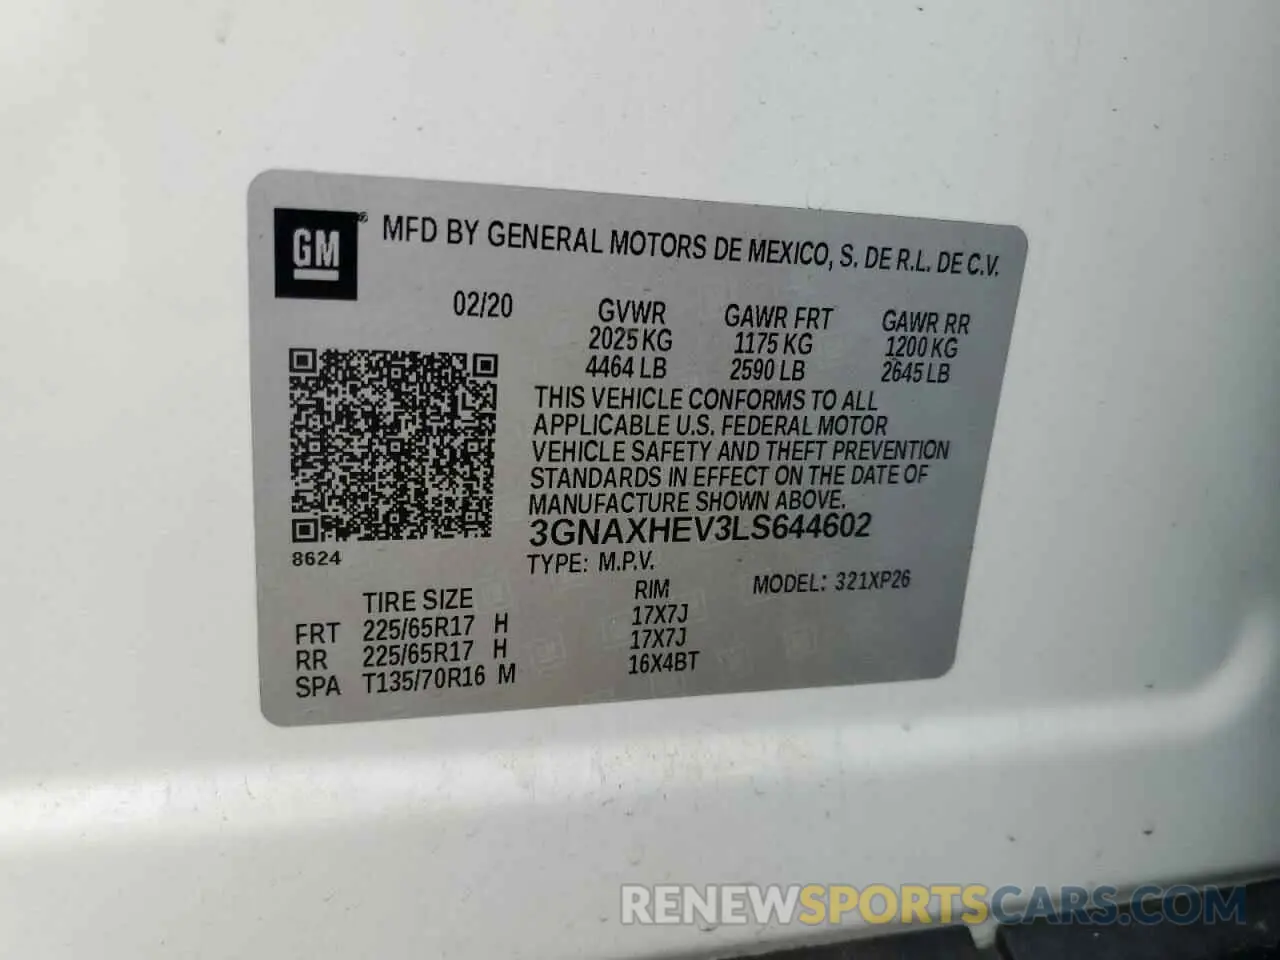 GM® MFD BY GENERAL MOTORS DE MEXICO, S. DE R.L. DE C.V.
02/20 GVWR GAWR FRT GAWR RR
2025 KG 1175 KG 1200 KG
4464 LB 2590 LB 2645 LB
THIS VEHICLE CONFORMS TO ALL
APPLICABLE U.S. FEDERAL MOTOR
VEHICLE SAFETY AND THEFT PREVENTION
STANDARDS IN EFFECT ON THE DATE OF
MANUFACTURE SHOWN ABOVE.
3GNAXHEV3LS644602
8624
TYPE: M.P.V. MODEL: 321XP26
TIRE SIZE RIM
FRT 225/65R17 H 17X7J
RR 225/65R17 H 17X7J
SPA T135/70R16 M 16X4BT
RENEWSPORTSCARS.COM